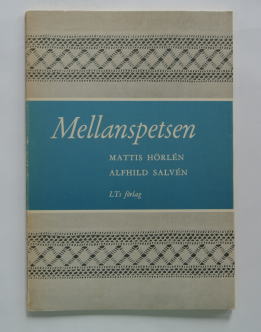 Mellanspetsen
MATTIS HÖRLÉN
ALFHILD SALVÉN
LTs förlag